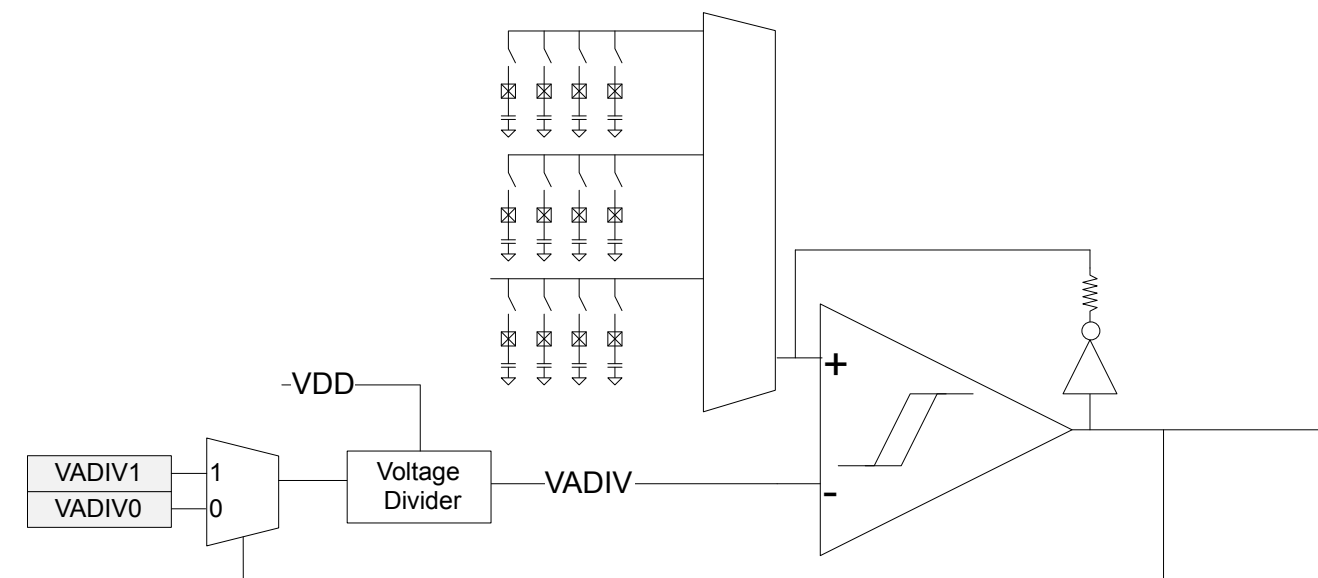 +
VDD
VADIV1
1
Voltage
Divider
VADIV
-
VADIV0
0